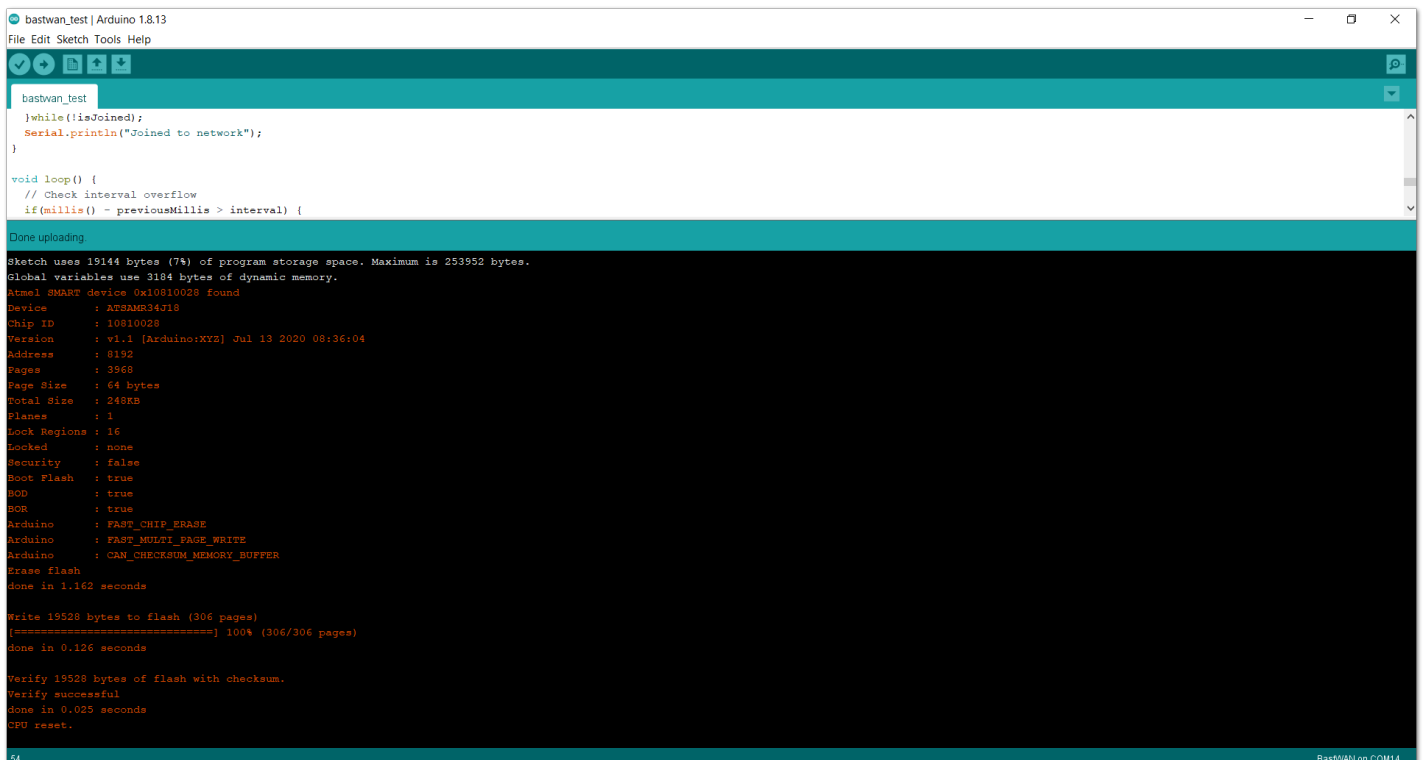 bastwan_test | Arduino 1.8.13
File Edit Sketch Tools Help
bastwan_test
}while(!isJoined);
Serial.println("Joined to network");
}
void loop() {
// Check interval overflow
if(millis() - previousMillis > interval) {
Done uploading.
Sketch uses 19144 bytes (7%) of program storage space. Maximum is 253952 bytes.
Global variables use 3184 bytes of dynamic memory.
Atmel SMART device 0x10810028 found
Device : ATSAMR34J18
Chip ID : 10810028
Version : v1.1 [Arduino:XYZ] Jul 13 2020 08:36:04
Address : 8192
Pages : 3968
Page Size : 64 bytes
Total Size : 248KB
Planes : 1
Lock Regions : 16
Locked : none
Security : false
Boot Flash : true
BOD : true
BOR : true
Arduino : FAST_CHIP_ERASE
Arduino : FAST_MULTI_PAGE_WRITE
Arduino : CAN_CHECKSUM_MEMORY_BUFFER
Erase flash
done in 1.162 seconds
Write 19528 bytes to flash (306 pages)
[==============================] 100% (306/306 pages)
done in 0.126 seconds
Verify 19528 bytes of flash with checksum.
Verify successful
done in 0.025 seconds
CPU reset.
54
BastWAN on COM14